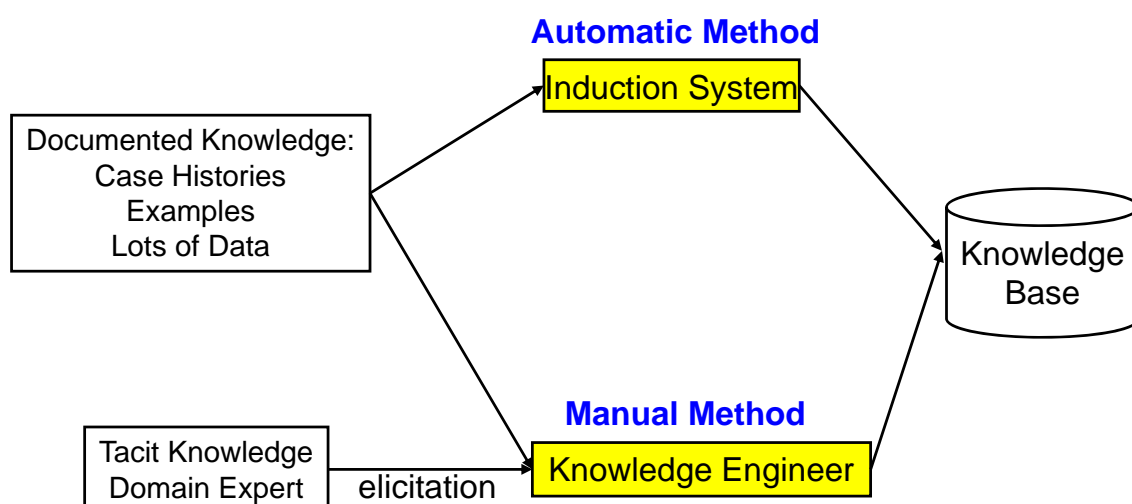 Automatic Method
Induction System
Documented Knowledge:
Case Histories
Examples
Lots of Data
Knowledge
Base
Manual Method
Knowledge Engineer
Tacit Knowledge
Domain Expert
elicitation